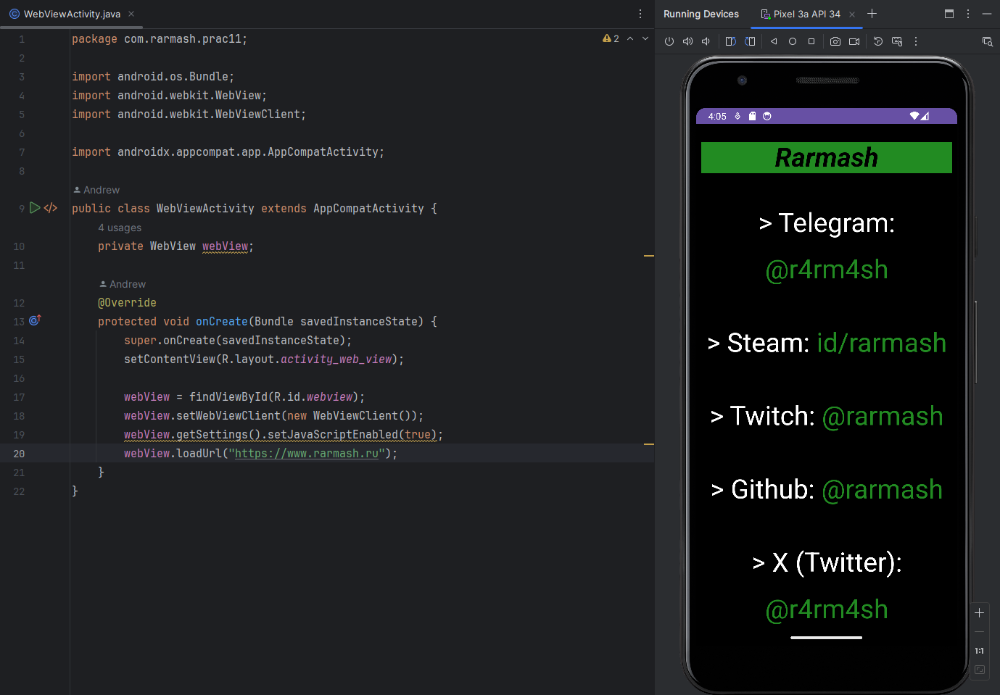 WebViewActivity.java
2
1 package com.rarmash.prac11;
2
3 import android.os.Bundle;
4 import android.webkit.WebView;
5 import android.webkit.WebViewClient;
6
7 import androidx.appcompat.app.AppCompatActivity;
8
Andrew
9 public class WebViewActivity extends AppCompatActivity {
4 usages
10 private WebView webView;
11
Andrew
12 @Override
13 protected void onCreate(Bundle savedInstanceState) {
14 super.onCreate(savedInstanceState);
15 setContentView(R.layout.activity_web_view);
16
17 webView = findViewById(R.id.webview);
18 webView.setWebViewClient(new WebViewClient());
19 webView.getSettings().setJavaScriptEnabled(true);
20 webView.loadUrl("https://www.rarmash.ru");
21 }
22 }
Running Devices Pixel 3a API 34
4:05
Rarmash
> Telegram:
@r4rm4sh
> Steam: id/rarmash
> Twitch: @rarmash
> Github: @rarmash
> X (Twitter):
@r4rm4sh
1:1